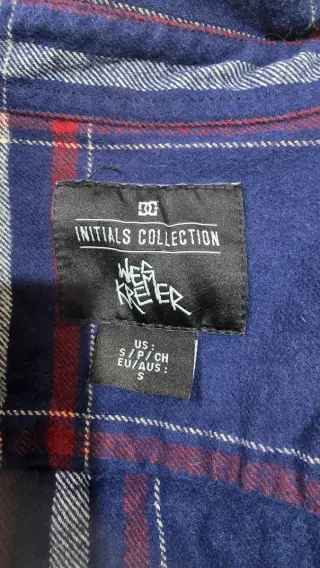 DC
INITIALS COLLECTION
WES
KREMER
US:
S/P/CH
EU/AUS:
S